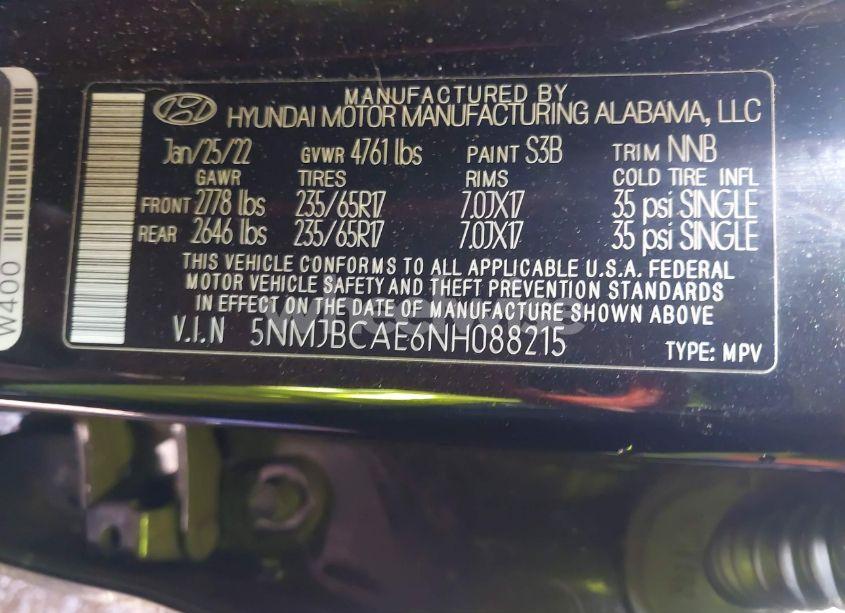 MANUFACTURED BY
HYUNDAI MOTOR MANUFACTURING ALABAMA, LLC
Jan/25/22 GVWR 4761 lbs PAINT S3B TRIM NNB
GAWR TIRES RIMS COLD TIRE INFL
FRONT 2778 lbs 235/65R17 7.0JX17 35 psi SINGLE
REAR 2646 lbs 235/65R17 7.0JX17 35 psi SINGLE
THIS VEHICLE CONFORMS TO ALL APPLICABLE U.S.A. FEDERAL
MOTOR VEHICLE SAFETY AND THEFT PREVENTION STANDARDS
IN EFFECT ON THE DATE OF MANUFACTURE SHOWN ABOVE
V.I.N 5NMJBCAE6NH088215 TYPE: MPV
W400